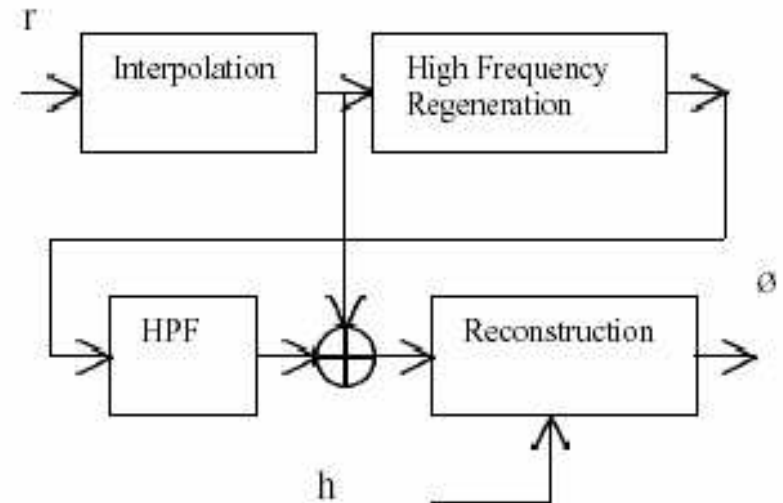 r
Interpolation
High Frequency
Regeneration
ø
HPF
Reconstruction
h